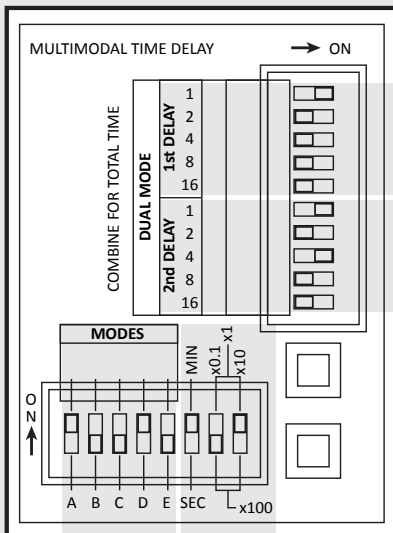 MULTIMODAL TIME DELAY → ON
COMBINE FOR TOTAL TIME
DUAL MODE
1st DELAY
1
2
4
8
16
2nd DELAY
1
2
4
8
16
MODES
MIN
x0.1
x1
x10
ON
A B C D E SEC
x100